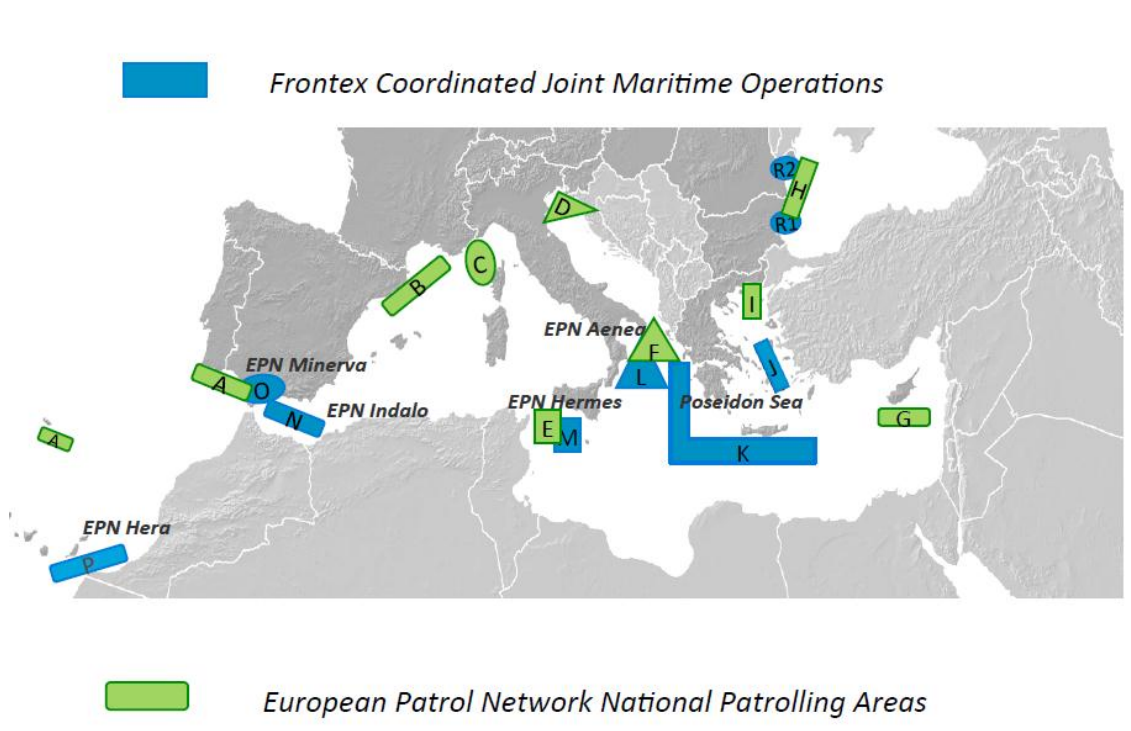 Frontex Coordinated Joint Maritime Operations
R2
H
D
R1
C
B
I
EPN Aenea
F
J
EPN Minerva
L
A
O
EPN Hermes
Poseidon Sea
N
EPN Indalo
G
E
M
A
K
EPN Hera
P
European Patrol Network National Patrolling Areas